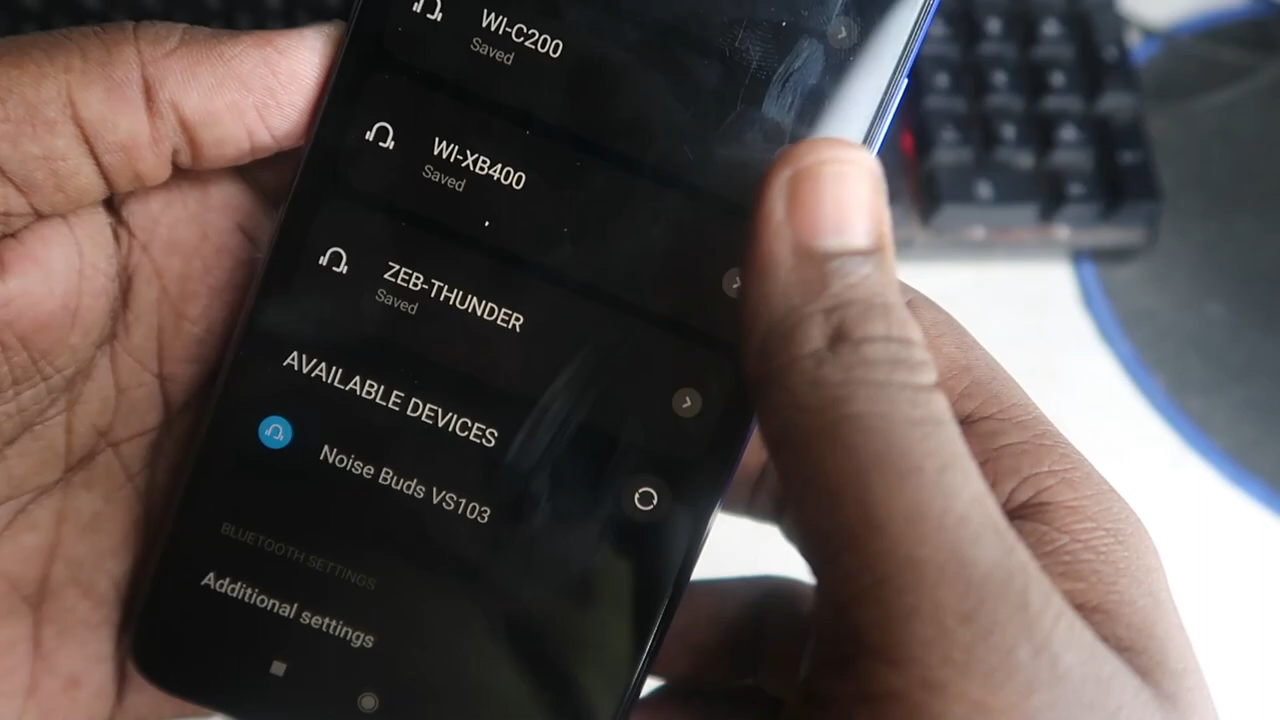 WI-C200
Saved
WI-XB400
Saved
ZEB-THUNDER
Saved
AVAILABLE DEVICES
Noise Buds VS103
BLUETOOTH SETTINGS
Additional settings